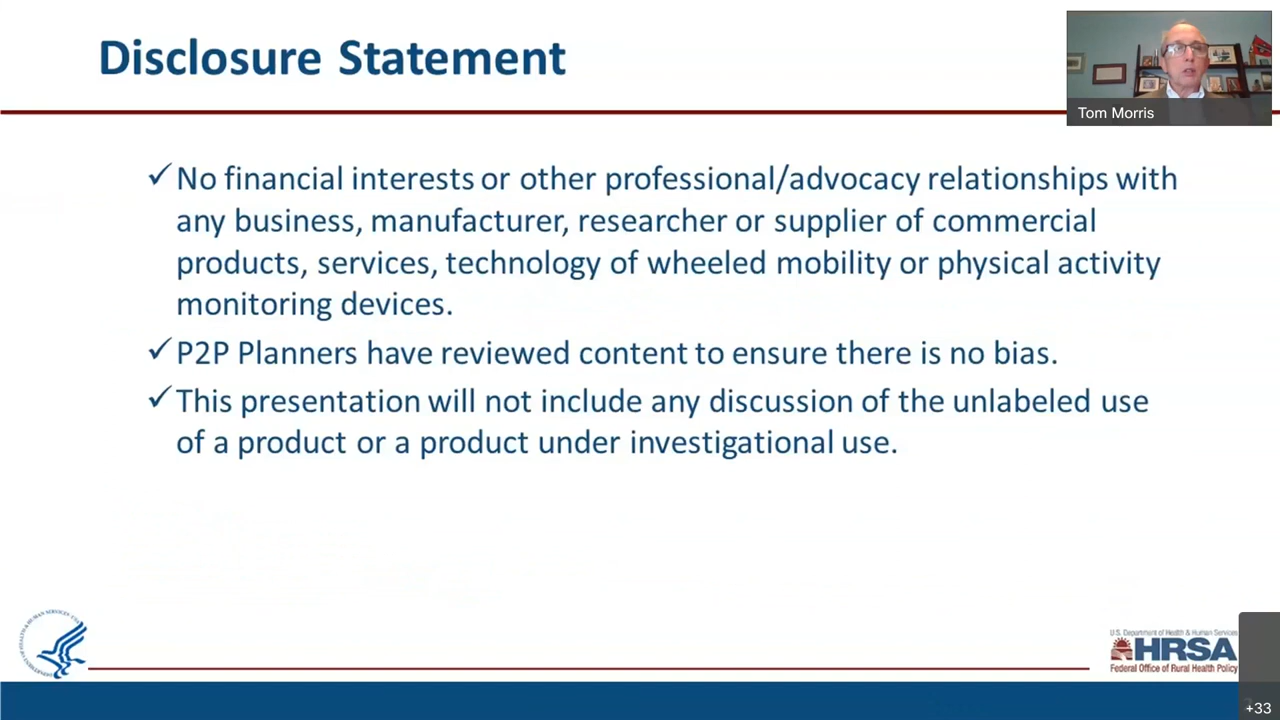 Disclosure Statement
Tom Morris
✓ No financial interests or other professional/advocacy relationships with
any business, manufacturer, researcher or supplier of commercial
products, services, technology of wheeled mobility or physical activity
monitoring devices.
✓ P2P Planners have reviewed content to ensure there is no bias.
✓ This presentation will not include any discussion of the unlabeled use
of a product or a product under investigational use.
U.S. Department of Health & Human Services
HRSA
Federal Office of Rural Health Policy
+33